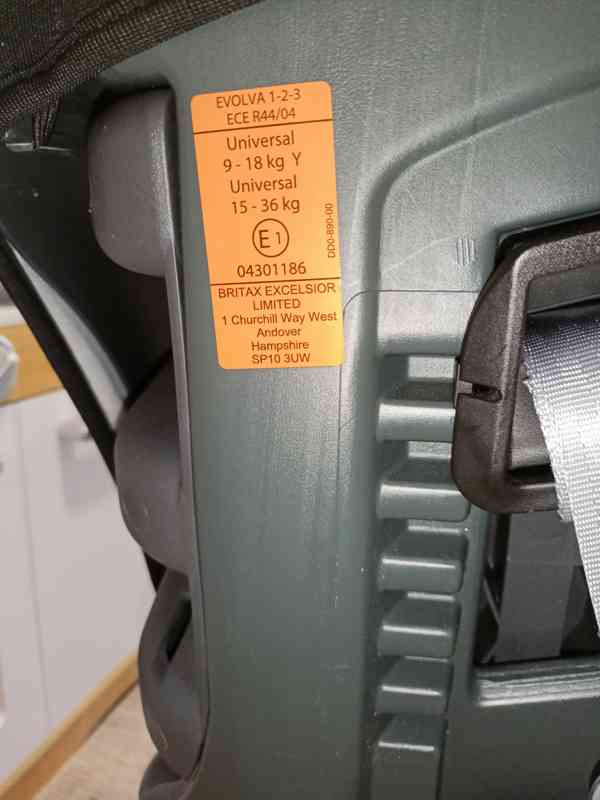 EVOLVA 1-2-3
ECE R44/04
Universal
9 - 18 kg Y
Universal
15 - 36 kg
E1
04301186
DD0-890-00
BRITAX EXCELSIOR
LIMITED
1 Churchill Way West
Andover
Hampshire
SP10 3UW